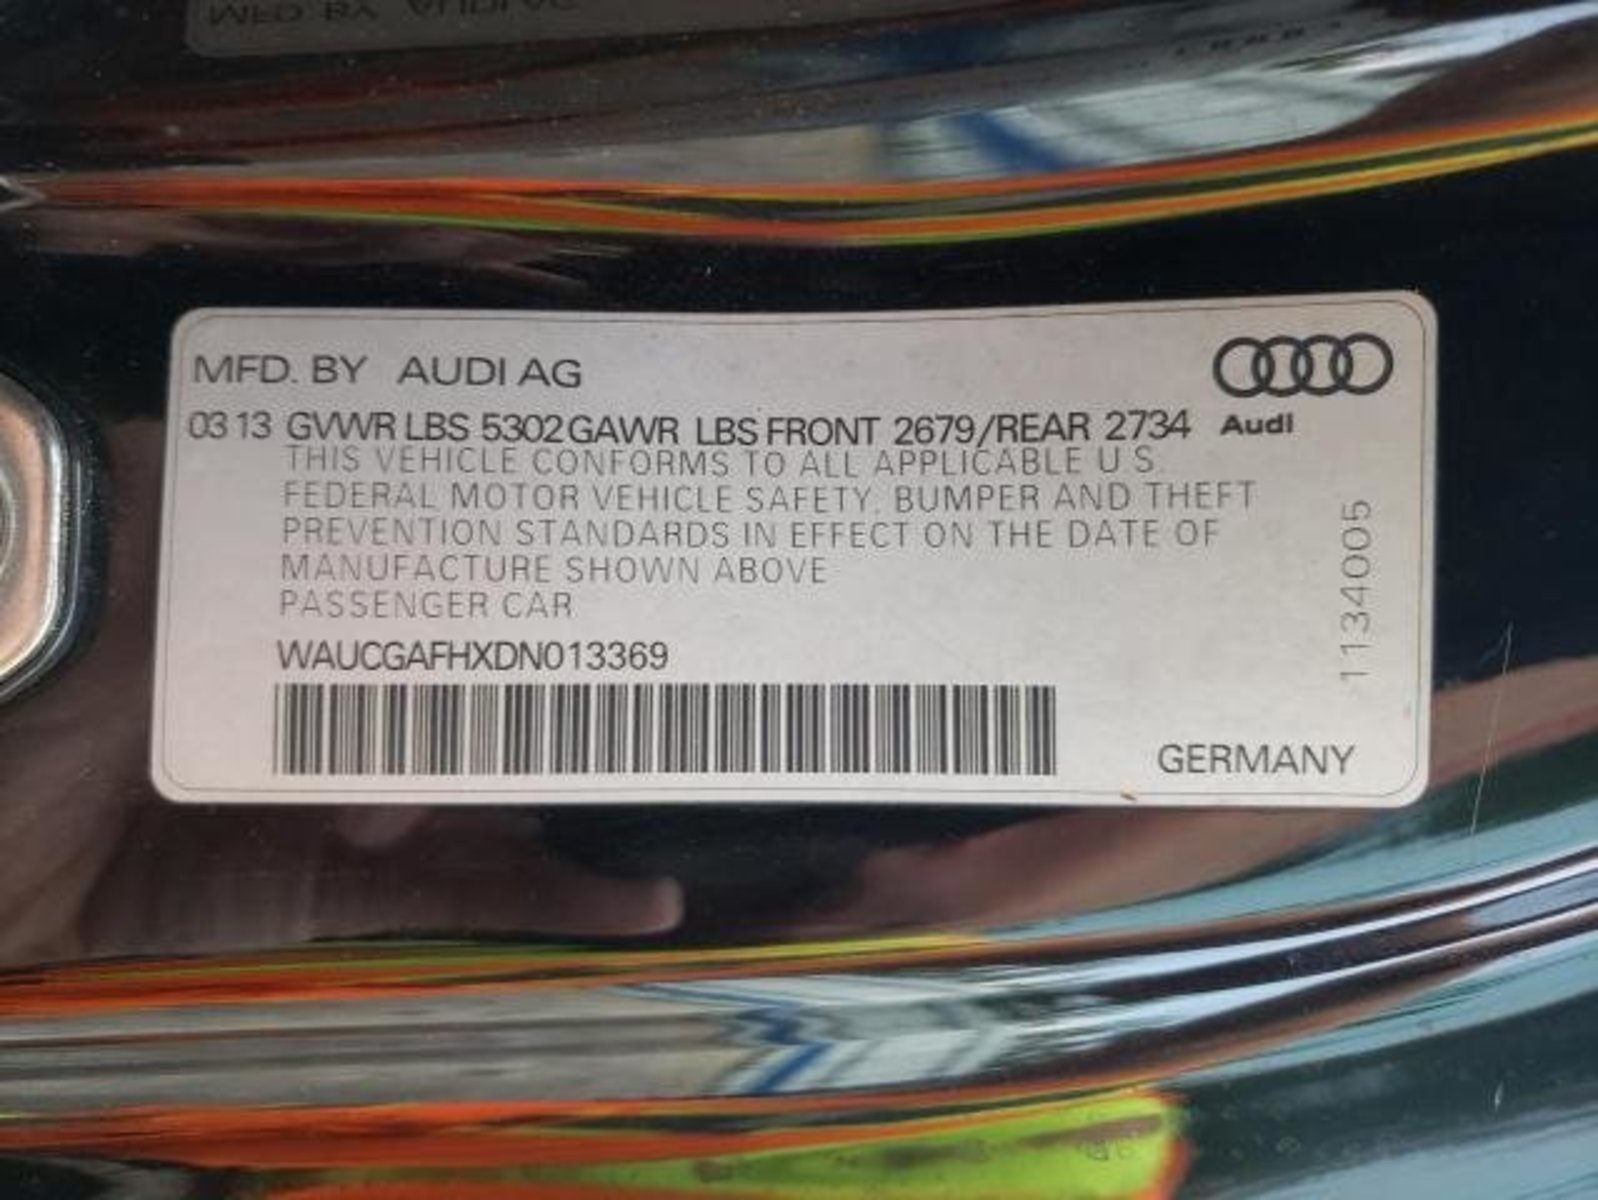 MFD. BY AUDI AG
03 13 GVWR LBS 5302 GAWR LBS FRONT 2679/REAR 2734
Audi
THIS VEHICLE CONFORMS TO ALL APPLICABLE U S.
FEDERAL MOTOR VEHICLE SAFETY. BUMPER AND THEFT
PREVENTION STANDARDS IN EFFECT ON THE DATE OF
MANUFACTURE SHOWN ABOVE
PASSENGER CAR
WAUCGAFHXDN013369
GERMANY
1134005